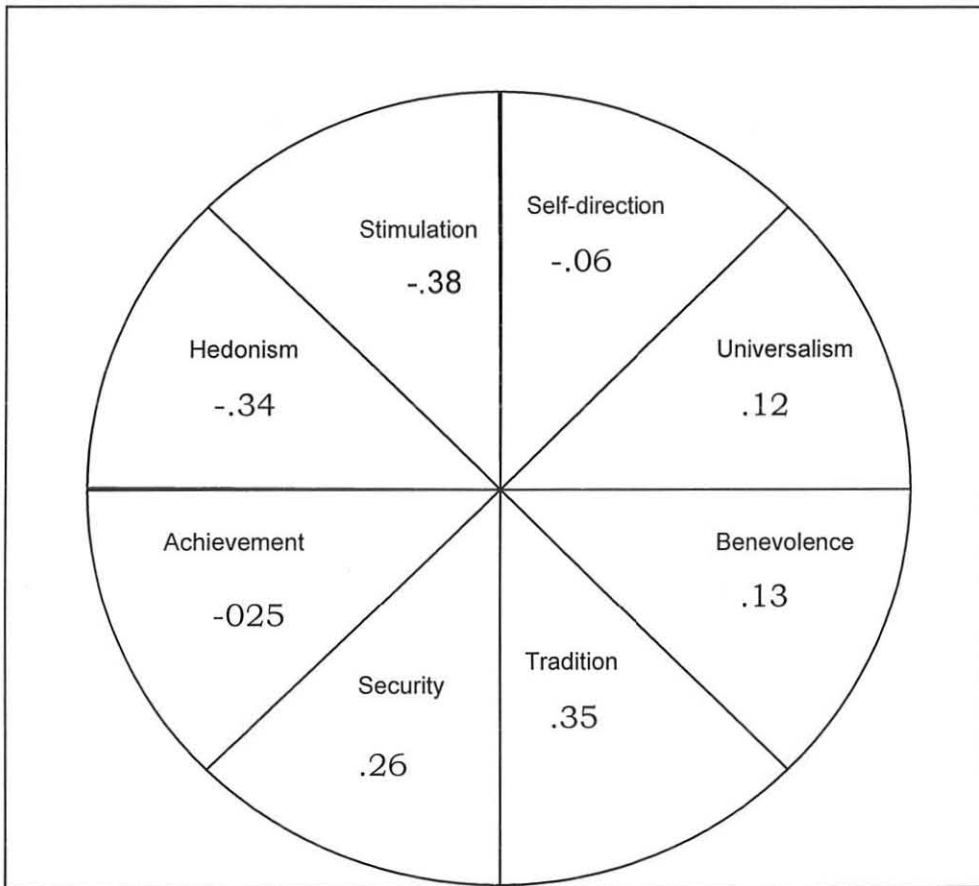 Self-direction
-.06
Stimulation
-.38
Universalism
.12
Hedonism
-.34
Achievement
-025
Benevolence
.13
Tradition
.35
Security
.26